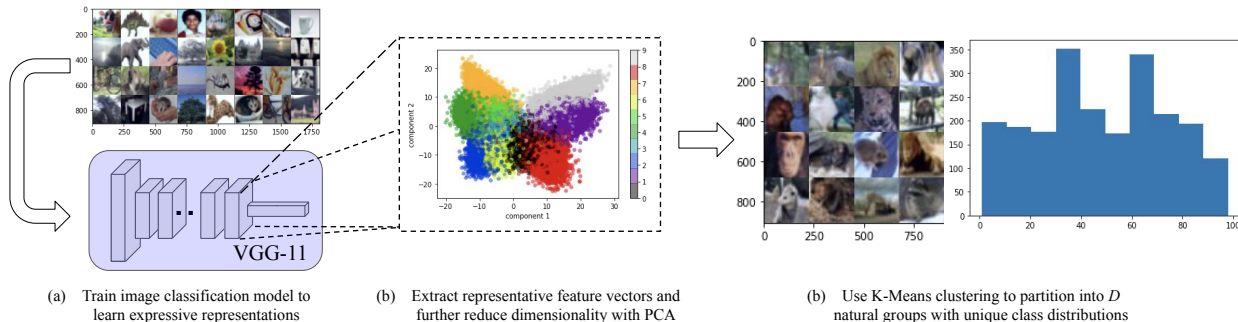 0
200
400
600
800
0 250 500 750 1000 1250 1500 1750
VGG-11
component 2
20
15
10
5
0
−5
−10
−15
−20
−20 −10 0 10 20 30
component 1
9
8
7
6
5
4
3
2
1
0
0
200
400
600
800
0 250 500 750
350
300
250
200
150
100
50
0
0 20 40 60 80 100
(a) Train image classification model to
learn expressive representations
(b) Extract representative feature vectors and
further reduce dimensionality with PCA
(b) Use K-Means clustering to partition into D
natural groups with unique class distributions